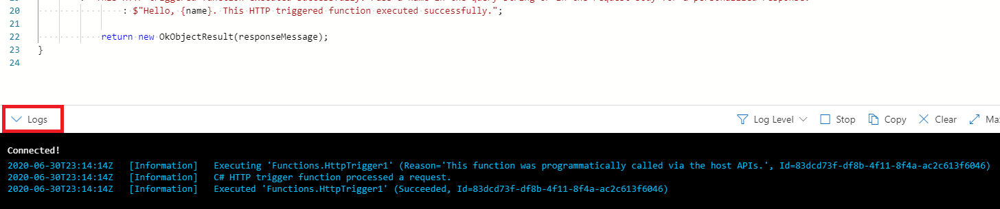 20 : $"Hello, {name}. This HTTP triggered function executed successfully.";
21
22 return new OkObjectResult(responseMessage);
23 }
24
Logs Log Level Stop Copy Clear Ma
Connected!
2020-06-30T23:14:14Z [Information] Executing 'Functions.HttpTrigger1' (Reason='This function was programmatically called via the host APIs.', Id=83dcd73f-df8b-4f11-8f4a-ac2c613f6046)
2020-06-30T23:14:14Z [Information] C# HTTP trigger function processed a request.
2020-06-30T23:14:14Z [Information] Executed 'Functions.HttpTrigger1' (Succeeded, Id=83dcd73f-df8b-4f11-8f4a-ac2c613f6046)